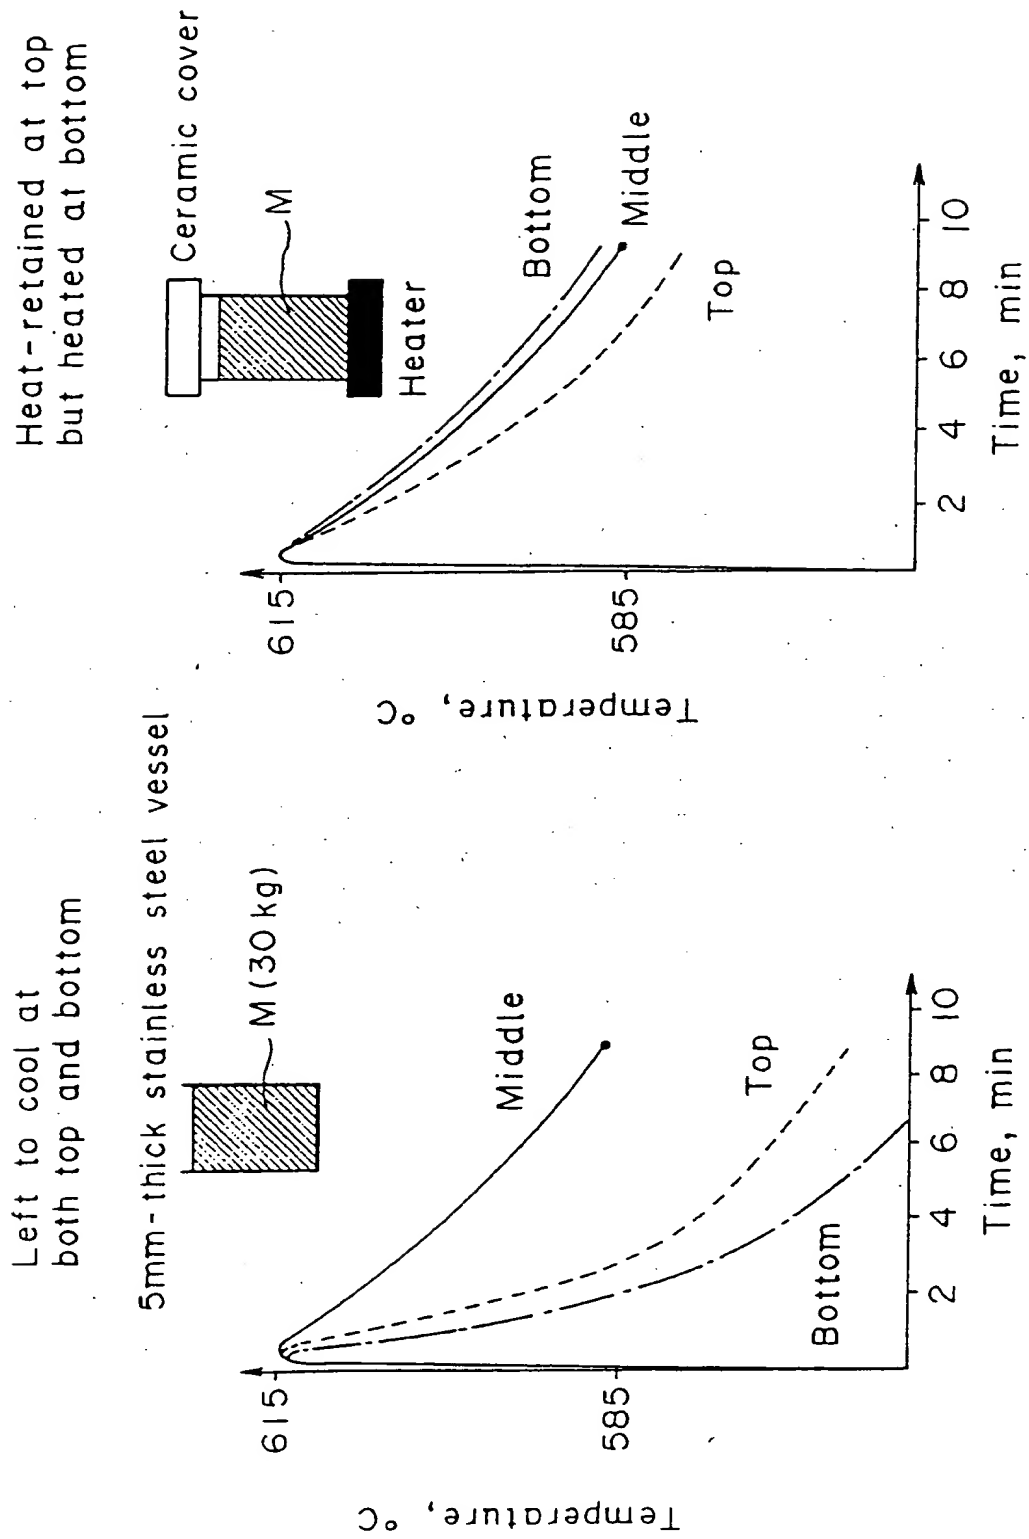 Left to cool at
both top and bottom
5mm-thick stainless steel vessel
M (30 kg)
Temperature, °C
615
585
Middle
Top
Bottom
2 4 6 8 10
Time, min
Heat-retained at top
but heated at bottom
Ceramic cover
M
Heater
Temperature, °C
615
585
Bottom
Middle
Top
2 4 6 8 10
Time, min